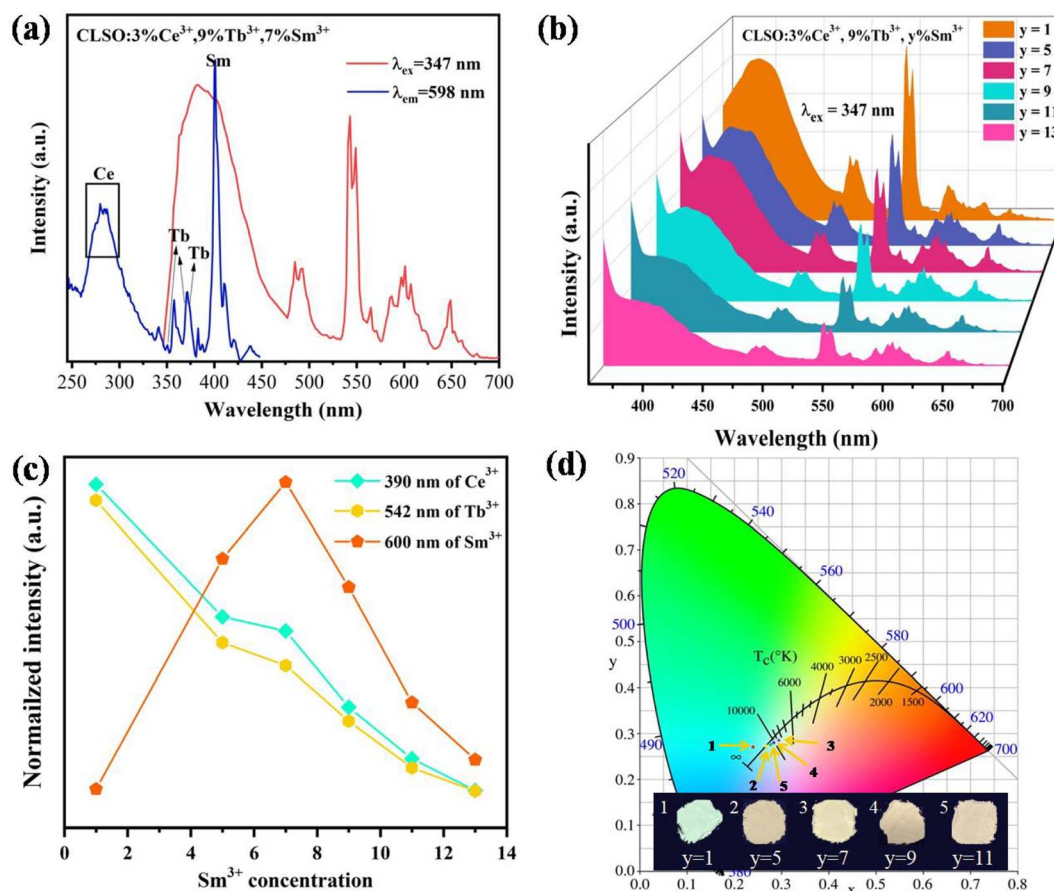 (a)
CLSO:3%Ce³⁺,9%Tb³⁺,7%Sm³⁺
Sm
λex=347 nm
λem=598 nm
Ce
Tb
Tb
Intensity (a.u.)
250 300 350 400 450 500 550 600 650 700
Wavelength (nm)
(b)
CLSO:3%Ce³⁺, 9%Tb³⁺, y%Sm³⁺
λex = 347 nm
y = 1
y = 5
y = 7
y = 9
y = 11
y = 13
Intensity (a.u.)
400 450 500 550 600 650 700
Wavelength (nm)
(c)
390 nm of Ce³⁺
542 nm of Tb³⁺
600 nm of Sm³⁺
Normalized intensity (a.u.)
0 2 4 6 8 10 12 14
Sm³⁺ concentration
(d)
0.9
0.8
0.7
0.6
0.5
y
0.4
0.3
0.2
0.1
0.0
520
540
560
500
580
Tc(°K)
4000 3000 2500
6000
2000 1500
600
10000
620
490
700
∞
1
3
4
2 5
1 2 3 4 5
y=1 y=5 y=7 y=9 y=11
380
0.0 0.1 0.2 0.3 0.4 0.5 0.6 0.7 0.8
x